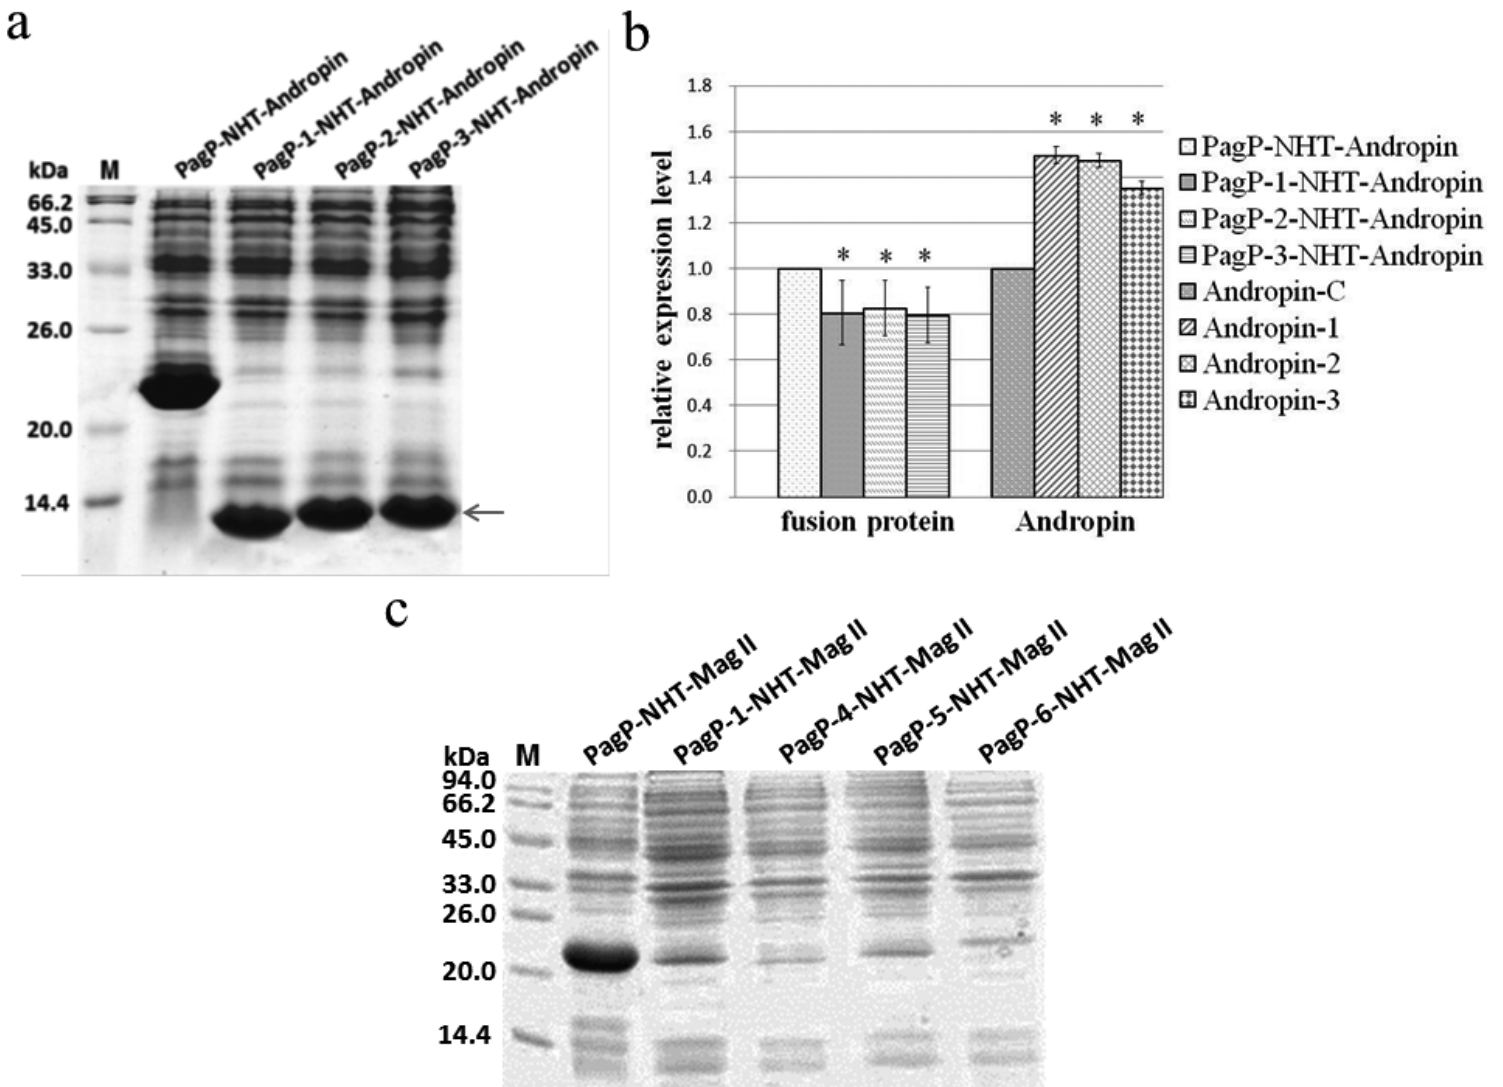 a
PagP-NHT-Andropin
PagP-1-NHT-Andropin
PagP-2-NHT-Andropin
PagP-3-NHT-Andropin
kDa M
66.2
45.0
33.0
26.0
20.0
14.4
b
relative expression level
1.8
1.6
1.4
1.2
1.0
0.8
0.6
0.4
0.2
0.0
* * *
* * *
fusion protein Andropin
PagP-NHT-Andropin
PagP-1-NHT-Andropin
PagP-2-NHT-Andropin
PagP-3-NHT-Andropin
Andropin-C
Andropin-1
Andropin-2
Andropin-3
c
PagP-NHT-Mag II
PagP-1-NHT-Mag II
PagP-4-NHT-Mag II
PagP-5-NHT-Mag II
PagP-6-NHT-Mag II
kDa M
94.0
66.2
45.0
33.0
26.0
20.0
14.4